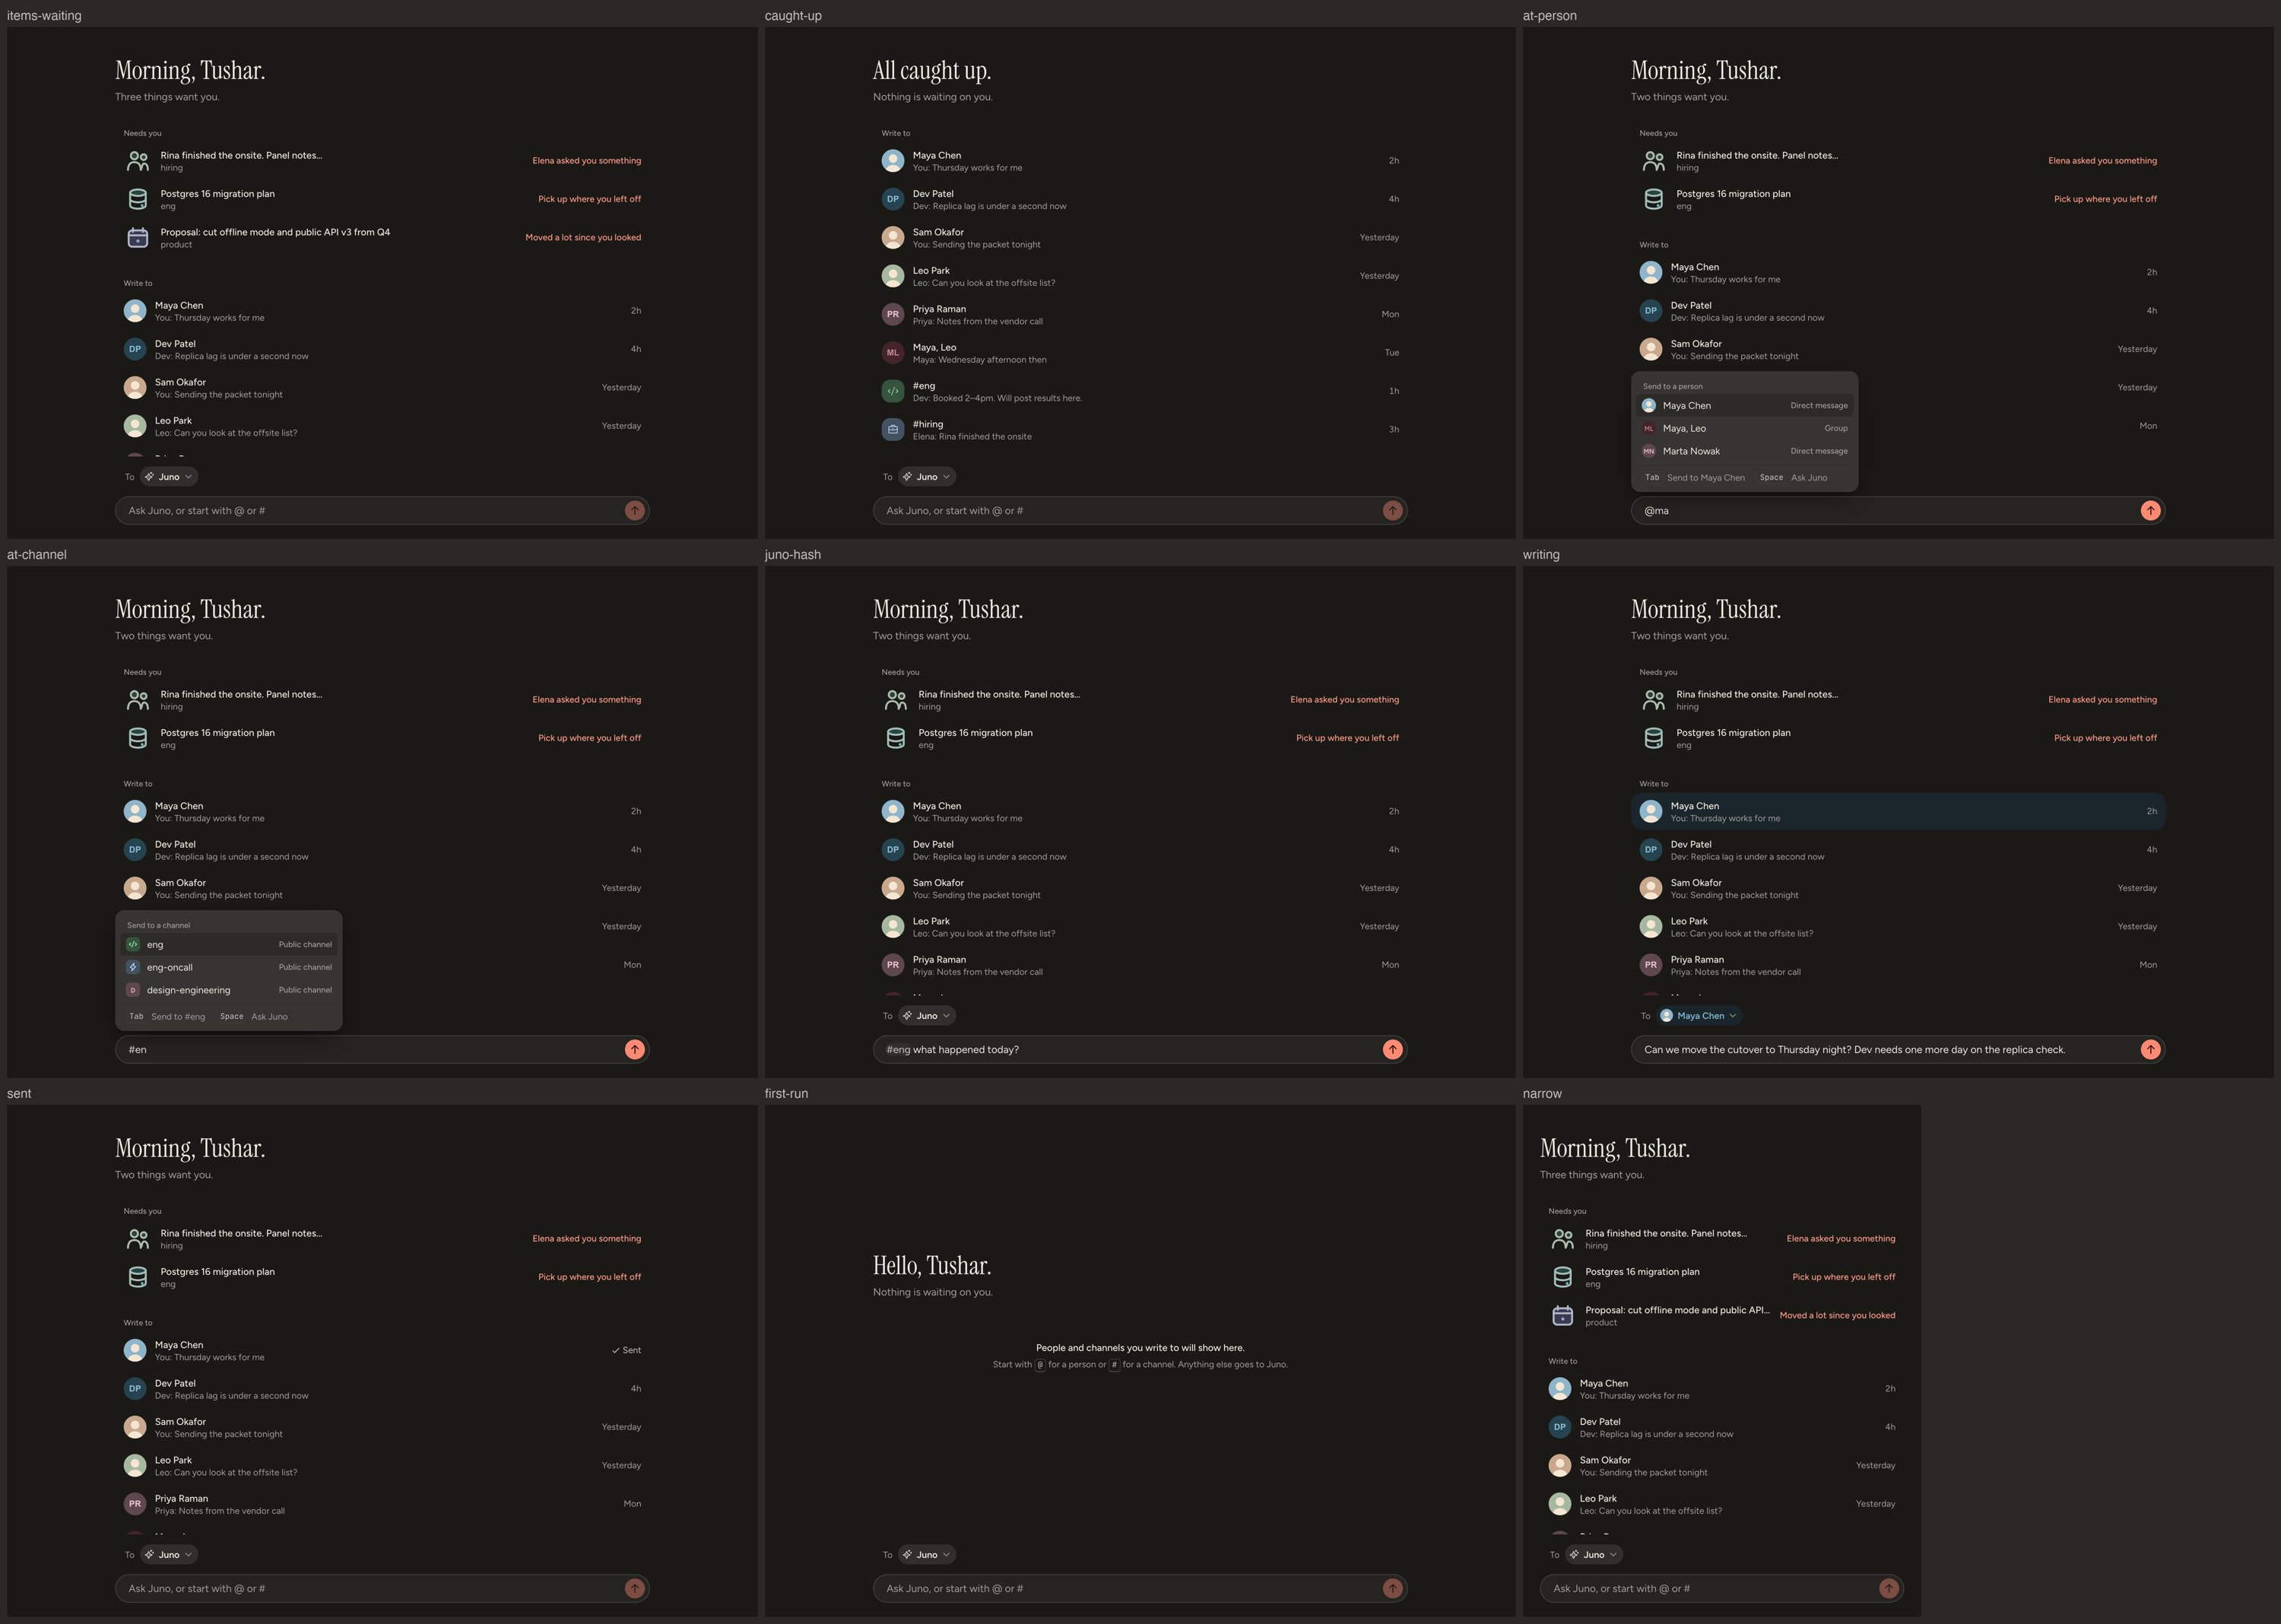 items-waiting
Morning, Tushar.
Three things want you.
Needs you
Rina finished the onsite. Panel notes...
hiring
Elena asked you something
Postgres 16 migration plan
eng
Pick up where you left off
Proposal: cut offline mode and public API v3 from Q4
product
Moved a lot since you looked
Write to
Maya Chen
You: Thursday works for me
2h
DP
Dev Patel
Dev: Replica lag is under a second now
4h
Sam Okafor
You: Sending the packet tonight
Yesterday
Leo Park
Leo: Can you look at the offsite list?
Yesterday
To Juno
Ask Juno, or start with @ or #
caught-up
All caught up.
Nothing is waiting on you.
Write to
Maya Chen
You: Thursday works for me
2h
DP
Dev Patel
Dev: Replica lag is under a second now
4h
Sam Okafor
You: Sending the packet tonight
Yesterday
Leo Park
Leo: Can you look at the offsite list?
Yesterday
PR
Priya Raman
Priya: Notes from the vendor call
Mon
ML
Maya, Leo
Maya: Wednesday afternoon then
Tue
#eng
Dev: Booked 2–4pm. Will post results here.
1h
#hiring
Elena: Rina finished the onsite
3h
To Juno
Ask Juno, or start with @ or #
at-person
Morning, Tushar.
Two things want you.
Needs you
Rina finished the onsite. Panel notes...
hiring
Elena asked you something
Postgres 16 migration plan
eng
Pick up where you left off
Write to
Maya Chen
You: Thursday works for me
2h
DP
Dev Patel
Dev: Replica lag is under a second now
4h
Sam Okafor
You: Sending the packet tonight
Yesterday
Yesterday
Mon
Send to a person
Maya Chen Direct message
ML Maya, Leo Group
MN Marta Nowak Direct message
Tab Send to Maya Chen Space Ask Juno
@ma
at-channel
Morning, Tushar.
Two things want you.
Needs you
Rina finished the onsite. Panel notes...
hiring
Elena asked you something
Postgres 16 migration plan
eng
Pick up where you left off
Write to
Maya Chen
You: Thursday works for me
2h
DP
Dev Patel
Dev: Replica lag is under a second now
4h
Sam Okafor
You: Sending the packet tonight
Yesterday
Yesterday
Mon
Send to a channel
eng Public channel
eng-oncall Public channel
D design-engineering Public channel
Tab Send to #eng Space Ask Juno
#en
juno-hash
Morning, Tushar.
Two things want you.
Needs you
Rina finished the onsite. Panel notes...
hiring
Elena asked you something
Postgres 16 migration plan
eng
Pick up where you left off
Write to
Maya Chen
You: Thursday works for me
2h
DP
Dev Patel
Dev: Replica lag is under a second now
4h
Sam Okafor
You: Sending the packet tonight
Yesterday
Leo Park
Leo: Can you look at the offsite list?
Yesterday
PR
Priya Raman
Priya: Notes from the vendor call
Mon
To Juno
#eng what happened today?
writing
Morning, Tushar.
Two things want you.
Needs you
Rina finished the onsite. Panel notes...
hiring
Elena asked you something
Postgres 16 migration plan
eng
Pick up where you left off
Write to
Maya Chen
You: Thursday works for me
2h
DP
Dev Patel
Dev: Replica lag is under a second now
4h
Sam Okafor
You: Sending the packet tonight
Yesterday
Leo Park
Leo: Can you look at the offsite list?
Yesterday
PR
Priya Raman
Priya: Notes from the vendor call
Mon
To Maya Chen
Can we move the cutover to Thursday night? Dev needs one more day on the replica check.
sent
Morning, Tushar.
Two things want you.
Needs you
Rina finished the onsite. Panel notes...
hiring
Elena asked you something
Postgres 16 migration plan
eng
Pick up where you left off
Write to
Maya Chen
You: Thursday works for me
Sent
DP
Dev Patel
Dev: Replica lag is under a second now
4h
Sam Okafor
You: Sending the packet tonight
Yesterday
Leo Park
Leo: Can you look at the offsite list?
Yesterday
PR
Priya Raman
Priya: Notes from the vendor call
Mon
To Juno
Ask Juno, or start with @ or #
first-run
Hello, Tushar.
Nothing is waiting on you.
People and channels you write to will show here.
Start with @ for a person or # for a channel. Anything else goes to Juno.
To Juno
Ask Juno, or start with @ or #
narrow
Morning, Tushar.
Three things want you.
Needs you
Rina finished the onsite. Panel notes...
hiring
Elena asked you something
Postgres 16 migration plan
eng
Pick up where you left off
Proposal: cut offline mode and public API...
product
Moved a lot since you looked
Write to
Maya Chen
You: Thursday works for me
2h
DP
Dev Patel
Dev: Replica lag is under a second now
4h
Sam Okafor
You: Sending the packet tonight
Yesterday
Leo Park
Leo: Can you look at the offsite list?
Yesterday
To Juno
Ask Juno, or start with @ or #